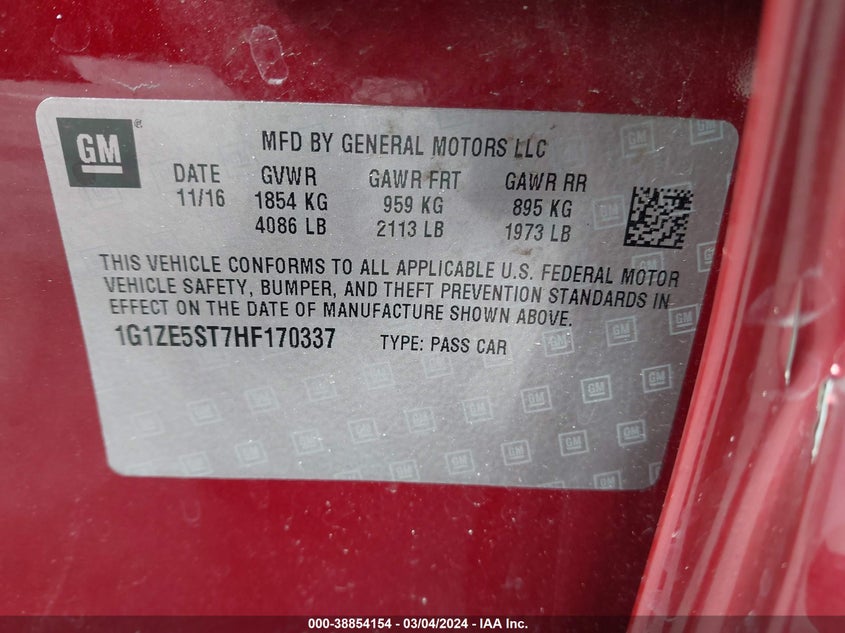 GM
MFD BY GENERAL MOTORS LLC
DATE GVWR GAWR FRT GAWR RR
11/16 1854 KG 959 KG 895 KG
4086 LB 2113 LB 1973 LB
THIS VEHICLE CONFORMS TO ALL APPLICABLE U.S. FEDERAL MOTOR
VEHICLE SAFETY, BUMPER, AND THEFT PREVENTION STANDARDS IN
EFFECT ON THE DATE OF MANUFACTURE SHOWN ABOVE.
1G1ZE5ST7HF170337 TYPE: PASS CAR
000-38854154 - 03/04/2024 - IAA Inc.